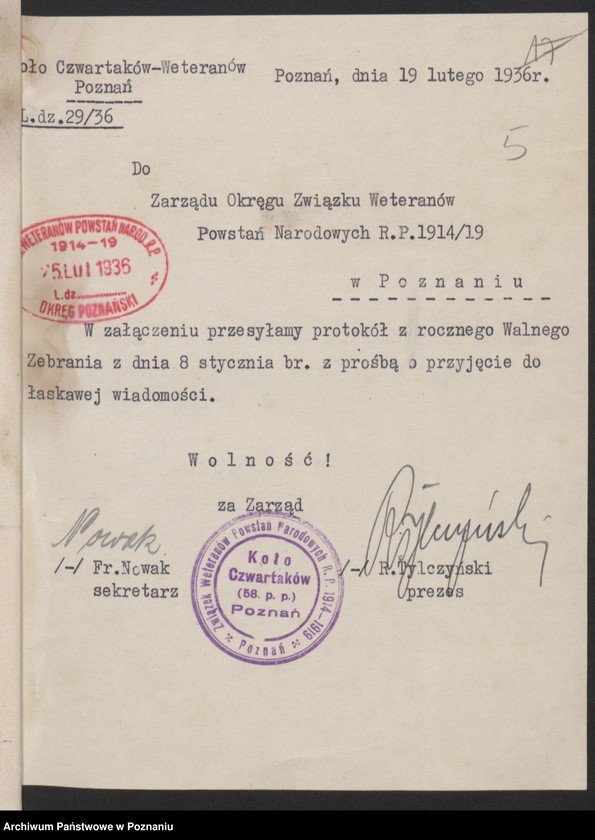 oło Czwartaków-Weteranów
Poznań
L.dz.29/36
Poznań, dnia 19 lutego 1936r.
17
5
Do
Zarządu Okręgu Związku Weteranów
Powstań Narodowych R.P.1914/19
w Poznaniu
WETERANÓW POWSTAŃ NAROD. R.P.
1914-19
25 LUT 1936
L.dz.
OKRĘG POZNAŃSKI
W załączeniu przesyłamy protokół z rocznego Walnego
Zebrania z dnia 8 stycznia br. z prośbą o przyjęcie do
łaskawej wiadomości.
Wolność!
za Zarząd
Nowak
/-/ Fr.Nowak
sekretarz
Związek Weteranów Powstań Narodowych R. P. 1914-1919
Koło
Czwartaków
(58. p. p.)
Poznań
Poznań
/-/ R.Tylczyński
prezes
Archiwum Państwowe w Poznaniu